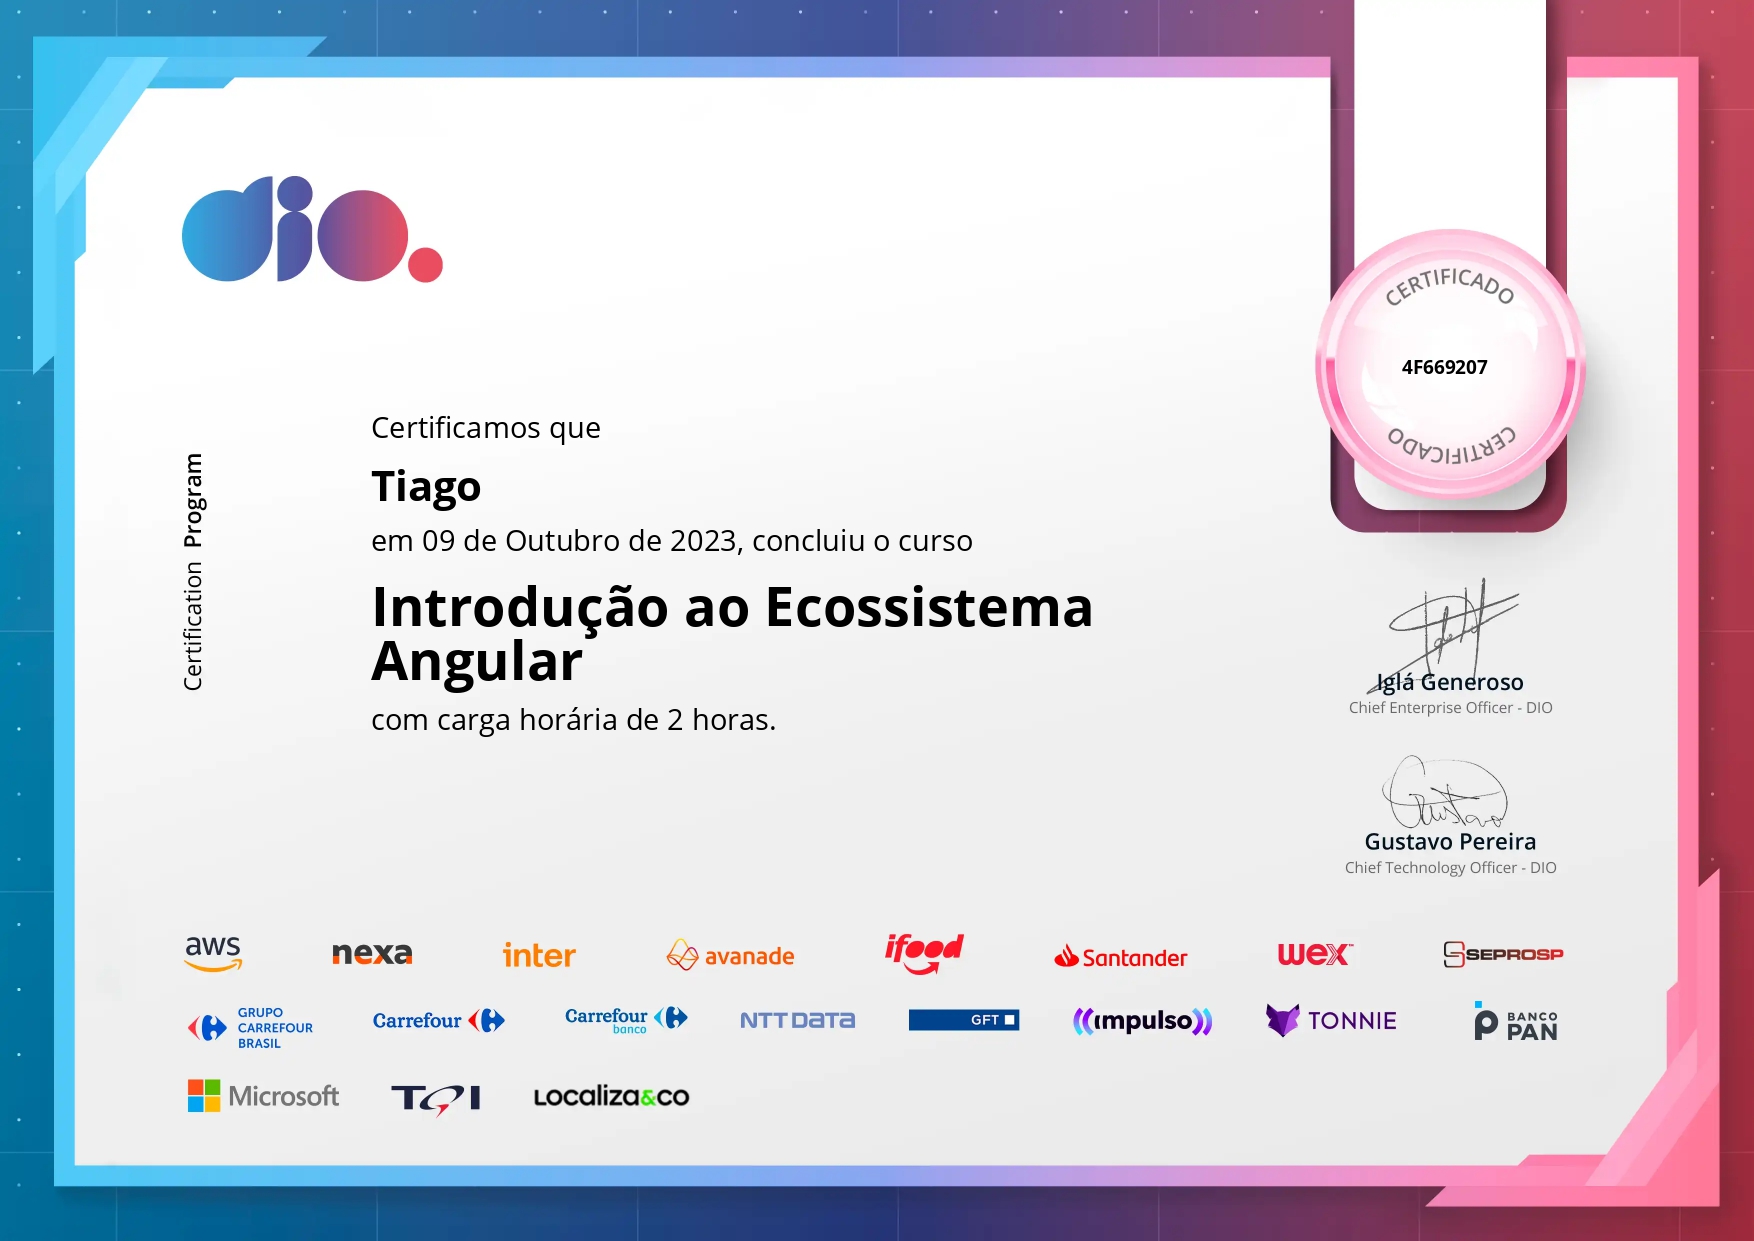 dio.
CERTIFICADO
4F669207
CERTIFICADO
Certification Program
Certificamos que
Tiago
em 09 de Outubro de 2023, concluiu o curso
Introdução ao Ecossistema
Angular
com carga horária de 2 horas.
Iglá Generoso
Chief Enterprise Officer - DIO
Gustavo
Gustavo Pereira
Chief Technology Officer - DIO
aws nexa inter avanade ifood Santander wex SEPROSP
GRUPO
CARREFOUR
BRASIL
Carrefour
Carrefour
banco
NTT DATA
GFT
impulso
TONNIE
BANCO
PAN
Microsoft TQI Localiza&co